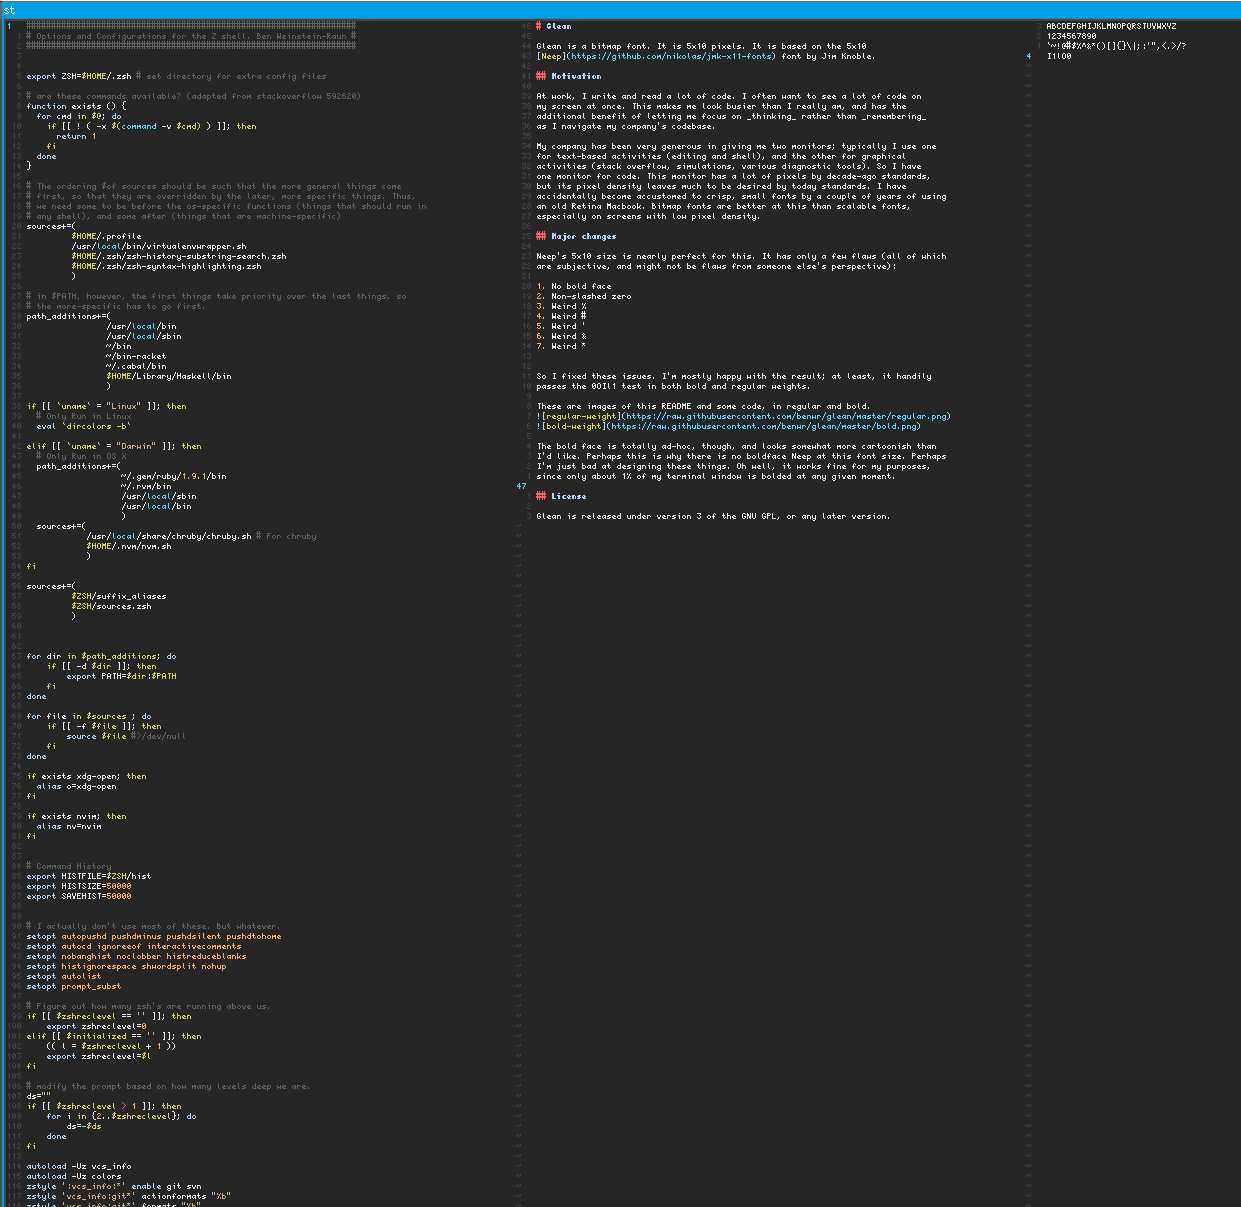 st
################################################################## 
# Options and Configurations for the Z shell. Ben Weinstein-Raun #
##################################################################
export ZSH=$HOME/.zsh # set directory for extra config files
# are these commands available? (adapted from stackoverflow 592620)
function exists () {
for cmd in $@; do
if [[ ! ( -x $(command -v $cmd) ) ]]; then
return 1
fi
done
}
# The ordering $of sources should be such that the more general things come
# first, so that they are overridden by the later, more specific things. Thus,
# we need some to be before the os-specific functions (things that should run in
# any shell), and some after (things that are machine-specific)
sources+=(
$HOME/.profile
/usr/local/bin/virtualenvwrapper.sh
$HOME/.zsh/zsh-history-substring-search.zsh
$HOME/.zsh/zsh-syntax-highlighting.zsh
)
# in $PATH, however, the first things take priority over the last things, so
# the more-specific has to go first.
path_additions+=(
/usr/local/bin
/usr/local/sbin
~/bin
~/bin-racket
~/.cabal/bin
$HOME/Library/Haskell/bin
)
if [[ `uname` = "Linux" ]]; then
# Only Run in Linux
eval `dircolors -b`
elif [[ `uname` = "Darwin" ]]; then
# Only Run in OS X
path_additions+=(
~/.gem/ruby/1.9.1/bin
~/.rvm/bin
/usr/local/sbin
/usr/local/bin
)
sources+=(
/usr/local/share/chruby/chruby.sh # For chruby
$HOME/.nvm/nvm.sh
)
fi
sources+=(
$ZSH/suffix_aliases
$ZSH/sources.zsh
)
for dir in $path_additions; do
if [[ -d $dir ]]; then
export PATH=$dir:$PATH
fi
done
for file in $sources ; do
if [[ -f $file ]]; then
source $file #>/dev/null
fi
done
if exists xdg-open; then
alias o=xdg-open
fi
if exists nvim; then
alias nv=nvim
fi
# Command History
export HISTFILE=$ZSH/hist
export HISTSIZE=50000
export SAVEHIST=50000
# I actually don't use most of these. But whatever.
setopt autopushd pushdminus pushdsilent pushdtohome
setopt autocd ignoreeof interactivecomments
setopt nobanghist noclobber histreduceblanks
setopt histignorespace shwordsplit nohup
setopt autolist
setopt prompt_subst
# Figure out how many zsh's are running above us.
if [[ $zshreclevel == '' ]]; then
export zshreclevel=0
elif [[ $initialized == '' ]]; then
(( l = $zshreclevel + 1 ))
export zshreclevel=$l
fi
# modify the prompt based on how many levels deep we are.
ds=""
if [[ $zshreclevel > 1 ]]; then
for i in {2..$zshreclevel}; do
ds=-$ds
done
fi
autoload -Uz vcs_info
autoload -Uz colors
zstyle ':vcs_info:*' enable git svn
zstyle 'vcs_info:git*' actionformats "%b"
zstyle 'vcs_info:git*' formats "%b"
# Glean
Glean is a bitmap font. It is 5x10 pixels. It is based on the 5x10
[Neep](https://github.com/nikolas/jmk-x11-fonts) font by Jim Knoble.
## Motivation
At work, I write and read a lot of code. I often want to see a lot of code on
my screen at once. This makes me look busier than I really am, and has the
additional benefit of letting me focus on _thinking_ rather than _remembering_
as I navigate my company's codebase.
My company has been very generous in giving me two monitors; typically I use one
for text-based activities (editing and shell), and the other for graphical
activities (stack overflow, simulations, various diagnostic tools). So I have
one monitor for code. This monitor has a lot of pixels by decade-ago standards,
but its pixel density leaves much to be desired by today standards. I have
accidentally become accustomed to crisp, small fonts by a couple of years of using
an old Retina Macbook. Bitmap fonts are better at this than scalable fonts,
especially on screens with low pixel density.
## Major changes
Neep's 5x10 size is nearly perfect for this. It has only a few flaws (all of which
are subjective, and might not be flaws from someone else's perspective):
1. No bold face
2. Non-slashed zero
3. Weird %
4. Weird #
5. Weird '
6. Weird &
7. Weird *
So I fixed these issues. I'm mostly happy with the result; at least, it handily
passes the 0OIl1 test in both bold and regular weights.
These are images of this README and some code, in regular and bold.
![regular-weight](https://raw.githubusercontent.com/benwr/glean/master/regular.png)
![bold-weight](https://raw.githubusercontent.com/benwr/glean/master/bold.png)
The bold face is totally ad-hoc, though, and looks somewhat more cartoonish than
I'd like. Perhaps this is why there is no boldface Neep at this font size. Perhaps
I'm just bad at designing these things. Oh well, it works fine for my purposes,
since only about 1% of my terminal window is bolded at any given moment.
## License
Glean is released under version 3 of the GNU GPL, or any later version.
ABCDEFGHIJKLMNOPQRSTUVWXYZ
1234567890
`~!@#$%^&*()[]{}\|;:'",<.>/?
I1lO0